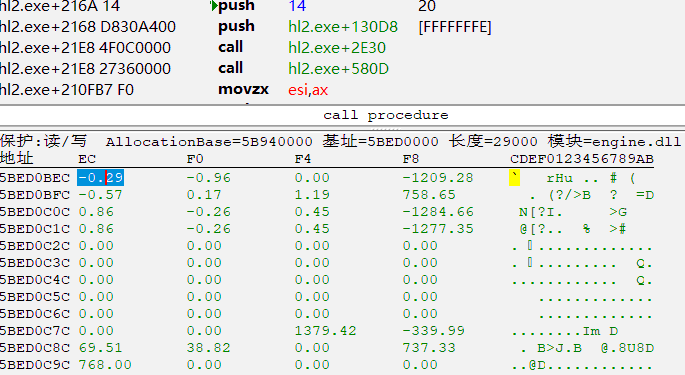 hl2.exe+216A 14 push 14 20
hl2.exe+2168 D830A400 push hl2.exe+130D8 [FFFFFFFE]
hl2.exe+21E8 4F0C0000 call hl2.exe+2E30
hl2.exe+21E8 27360000 call hl2.exe+580D
hl2.exe+210FB7 F0 movzx esi,ax
call procedure
保护:读/写 AllocationBase=5B940000 基址=5BED0000 长度=29000 模块=engine.dll
地址 EC F0 F4 F8 CDEF0123456789AB
5BED0BEC -0.29 -0.96 0.00 -1209.28 ` rHu .. # (
5BED0BFC -0.57 0.17 1.19 758.65 . (?/>B ? =D
5BED0C0C 0.86 -0.26 0.45 -1284.66 N[?I. >G
5BED0C1C 0.86 -0.26 0.45 -1277.35 @[?.. % >#
5BED0C2C 0.00 0.00 0.00 0.00 . .............
5BED0C3C 0.00 0.00 0.00 0.00 . .............
5BED0C4C 0.00 0.00 0.00 0.00 ............ Q.
5BED0C5C 0.00 0.00 0.00 0.00 .............
5BED0C6C 0.00 0.00 0.00 0.00 ............ Q.
5BED0C7C 0.00 0.00 1379.42 -339.99 ........Im D
5BED0C8C 69.51 38.82 0.00 737.33 . B>J.B @.8U8D
5BED0C9C 768.00 0.00 0.00 0.00 ..@D............